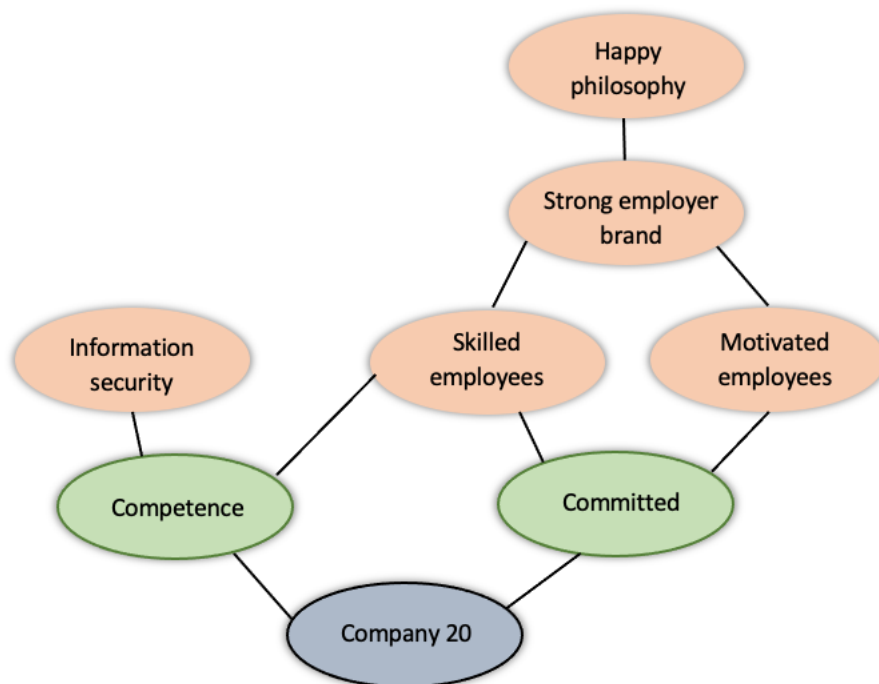 Happy
philosophy
Strong employer
brand
Information
security
Skilled
employees
Motivated
employees
Competence
Committed
Company 20